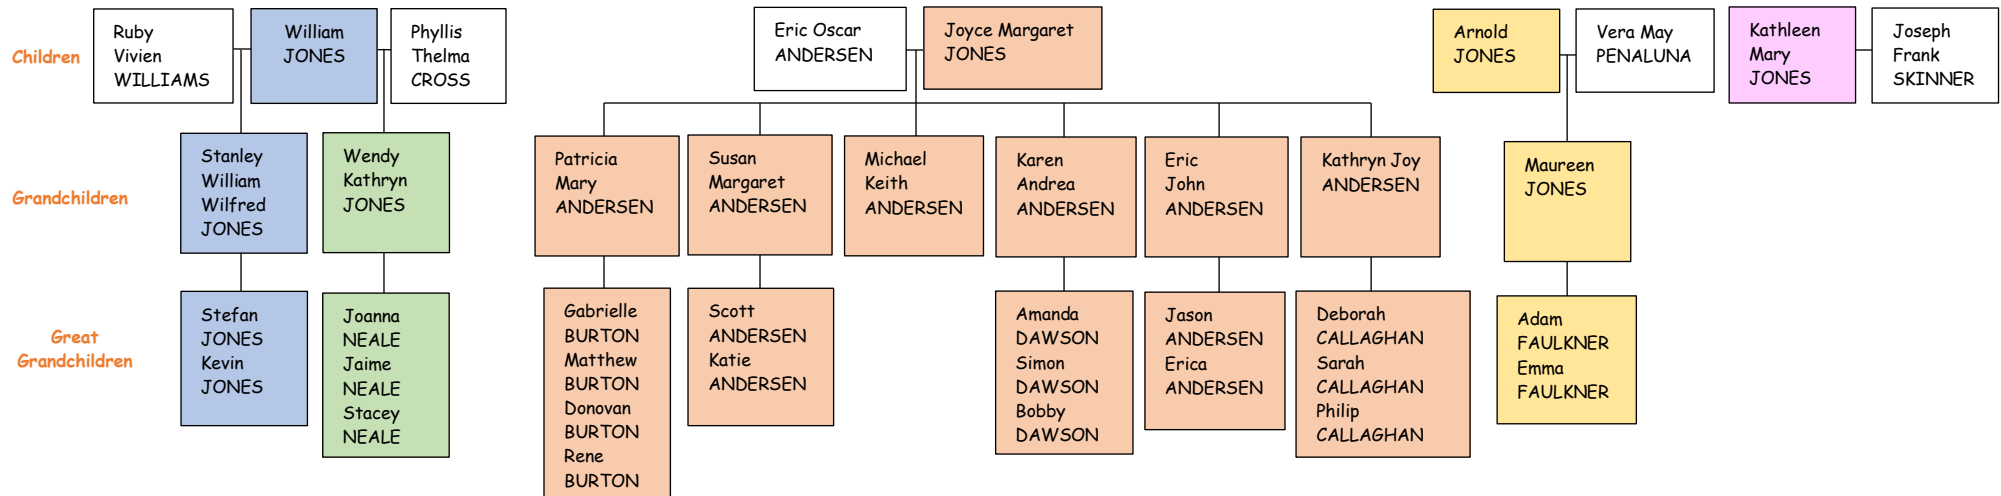 Children
Ruby
Vivien
WILLIAMS
William
JONES
Phyllis
Thelma
CROSS
Eric Oscar
ANDERSEN
Joyce Margaret
JONES
Arnold
JONES
Vera May
PENALUNA
Kathleen
Mary
JONES
Joseph
Frank
SKINNER
Grandchildren
Stanley
William
Wilfred
JONES
Wendy
Kathryn
JONES
Patricia
Mary
ANDERSEN
Susan
Margaret
ANDERSEN
Michael
Keith
ANDERSEN
Karen
Andrea
ANDERSEN
Eric
John
ANDERSEN
Kathryn Joy
ANDERSEN
Maureen
JONES
Great
Grandchildren
Stefan
JONES
Kevin
JONES
Joanna
NEALE
Jaime
NEALE
Stacey
NEALE
Gabrielle
BURTON
Matthew
BURTON
Donovan
BURTON
Rene
BURTON
Scott
ANDERSEN
Katie
ANDERSEN
Amanda
DAWSON
Simon
DAWSON
Bobby
DAWSON
Jason
ANDERSEN
Erica
ANDERSEN
Deborah
CALLAGHAN
Sarah
CALLAGHAN
Philip
CALLAGHAN
Adam
FAULKNER
Emma
FAULKNER